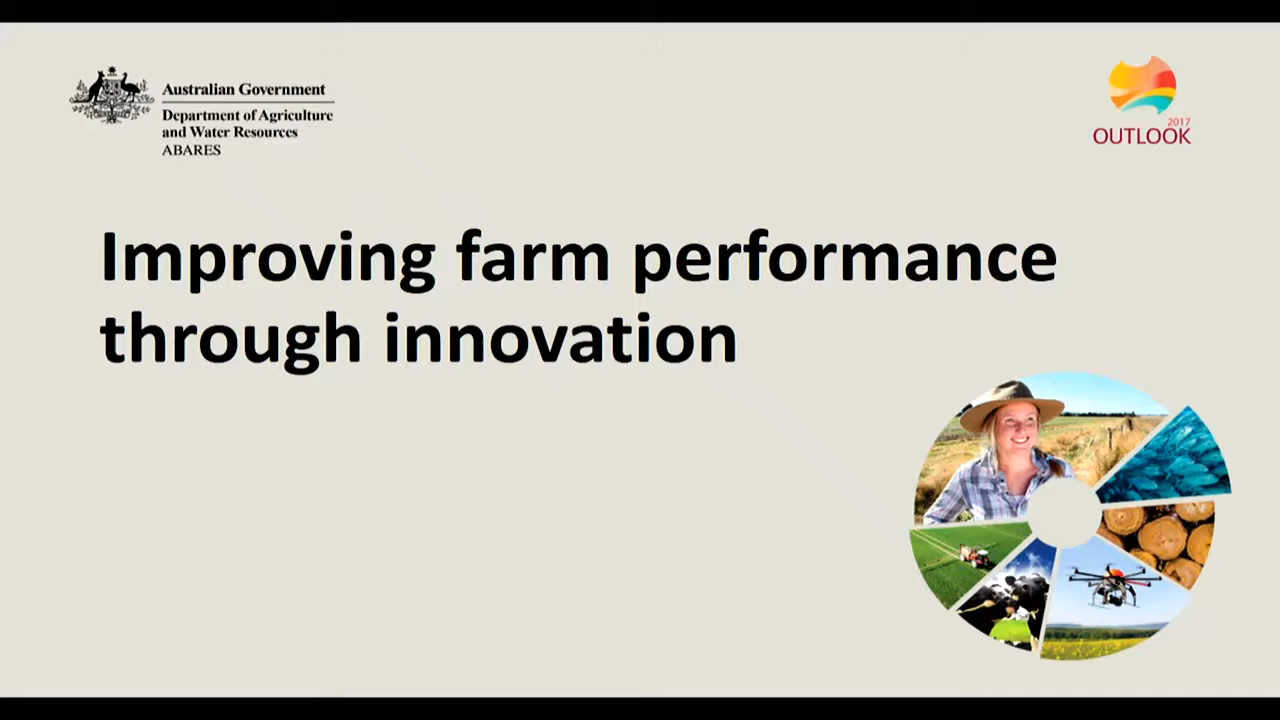 Australian Government
Department of Agriculture
and Water Resources
ABARES
2017
OUTLOOK
Improving farm performance
through innovation